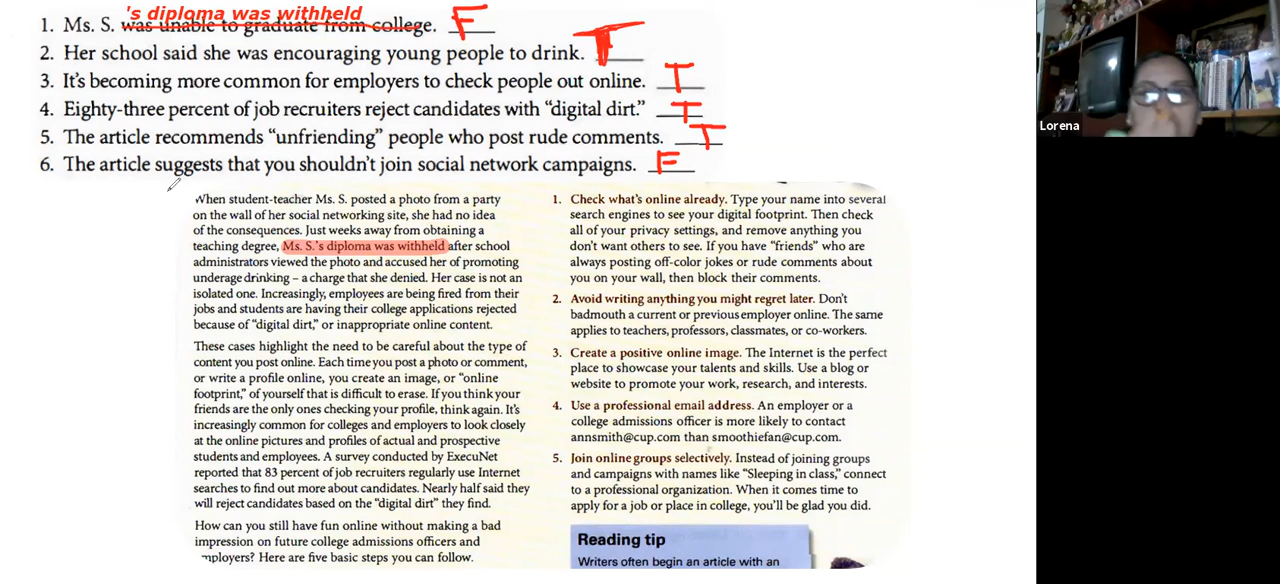 's diploma was withheld
1. Ms. S. was unable to graduate from college. F
2. Her school said she was encouraging young people to drink. T
3. It's becoming more common for employers to check people out online. T
4. Eighty-three percent of job recruiters reject candidates with “digital dirt.” T
5. The article recommends “unfriending” people who post rude comments. T
6. The article suggests that you shouldn't join social network campaigns. F
When student-teacher Ms. S. posted a photo from a party
on the wall of her social networking site, she had no idea
of the consequences. Just weeks away from obtaining a
teaching degree, Ms. S.'s diploma was withheld after school
administrators viewed the photo and accused her of promoting
underage drinking – a charge that she denied. Her case is not an
isolated one. Increasingly, employees are being fired from their
jobs and students are having their college applications rejected
because of “digital dirt,” or inappropriate online content.
These cases highlight the need to be careful about the type of
content you post online. Each time you post a photo or comment,
or write a profile online, you create an image, or “online
footprint,” of yourself that is difficult to erase. If you think your
friends are the only ones checking your profile, think again. It's
increasingly common for colleges and employers to look closely
at the online pictures and profiles of actual and prospective
students and employees. A survey conducted by ExecuNet
reported that 83 percent of job recruiters regularly use Internet
searches to find out more about candidates. Nearly half said they
will reject candidates based on the “digital dirt” they find.
How can you still have fun online without making a bad
impression on future college admissions officers and
mployers? Here are five basic steps you can follow.
1. Check what's online already. Type your name into several
search engines to see your digital footprint. Then check
all of your privacy settings, and remove anything you
don't want others to see. If you have “friends” who are
always posting off-color jokes or rude comments about
you on your wall, then block their comments.
2. Avoid writing anything you might regret later. Don't
badmouth a current or previous employer online. The same
applies to teachers, professors, classmates, or co-workers.
3. Create a positive online image. The Internet is the perfect
place to showcase your talents and skills. Use a blog or
website to promote your work, research, and interests.
4. Use a professional email address. An employer or a
college admissions officer is more likely to contact
annsmith@cup.com than smoothiefan@cup.com.
5. Join online groups selectively. Instead of joining groups
and campaigns with names like “Sleeping in class,” connect
to a professional organization. When it comes time to
apply for a job or place in college, you'll be glad you did.
Reading tip
Writers often begin an article with an
Lorena